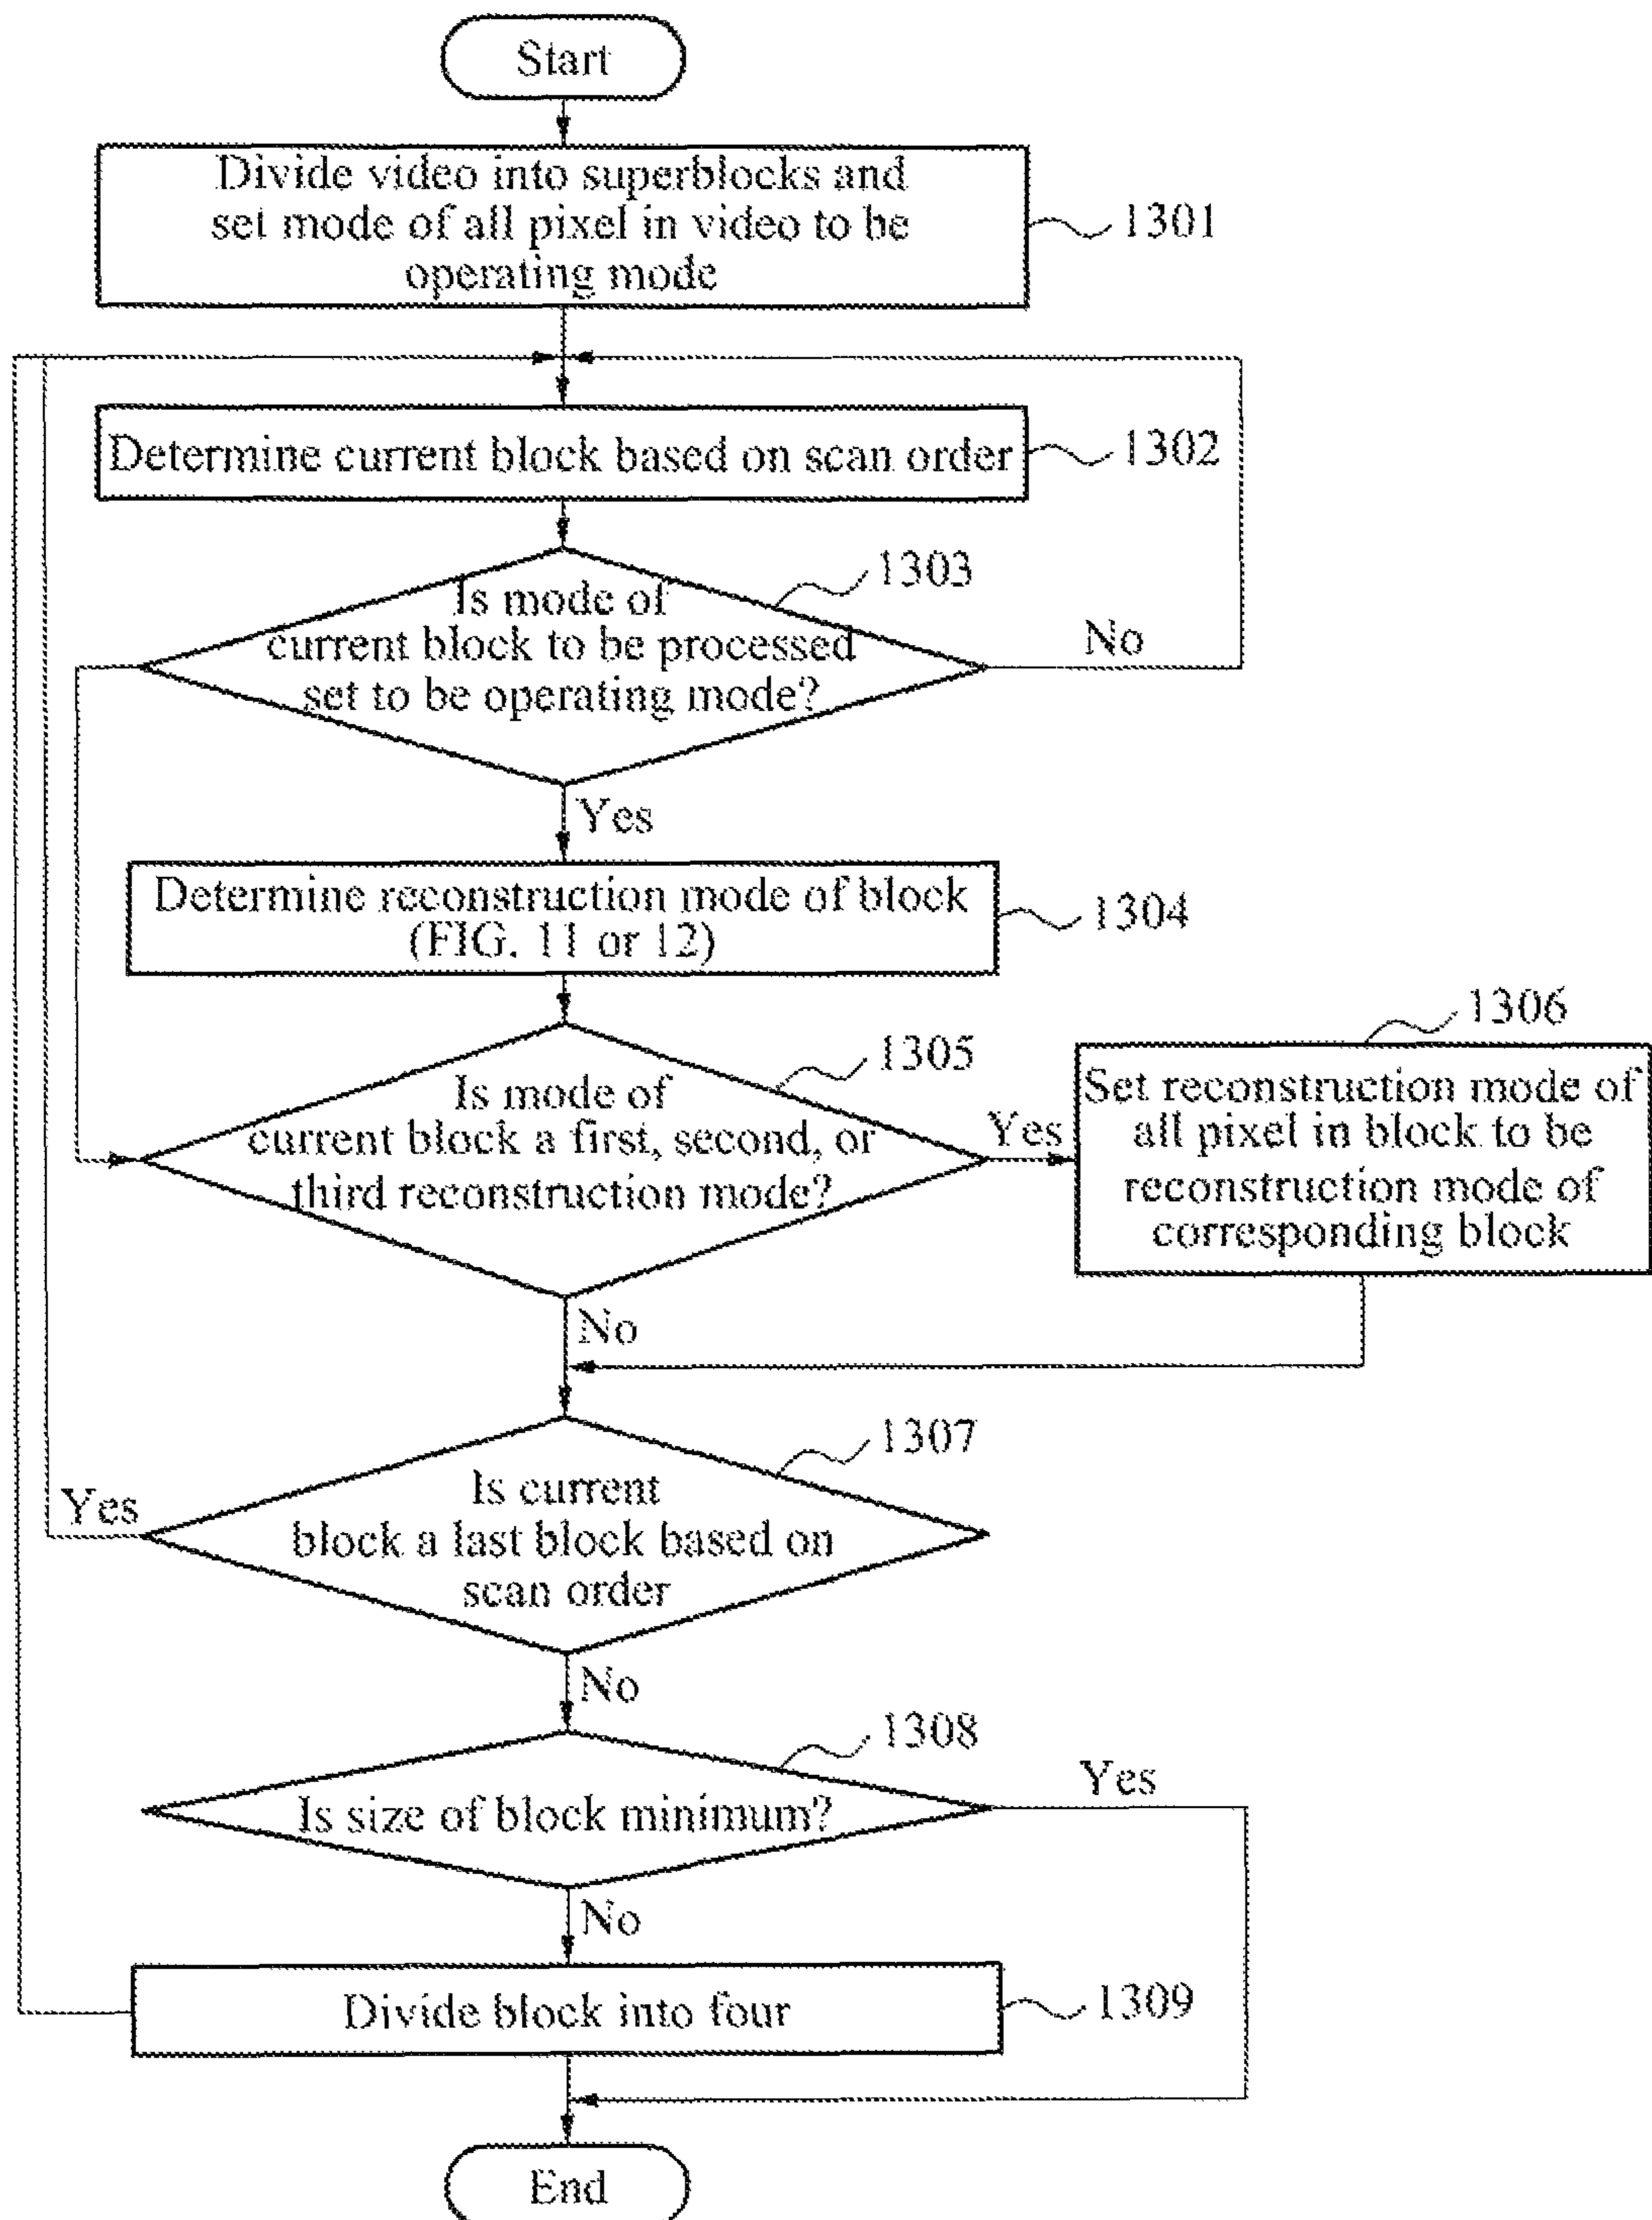 Start
Divide video into superblocks and
set mode of all pixel in video to be
operating mode
1301
Determine current block based on scan order
1302
1303
Is mode of
current block to be processed
set to be operating mode?
No
Yes
Determine reconstruction mode of block
(FIG. 11 or 12)
1304
1305
Is mode of
current block a first, second, or
third reconstruction mode?
Yes
1306
Set reconstruction mode of
all pixel in block to be
reconstruction mode of
corresponding block
No
1307
Is current
block a last block based on
scan order
Yes
No
1308
Is size of block minimum?
Yes
No
Divide block into four
1309
End